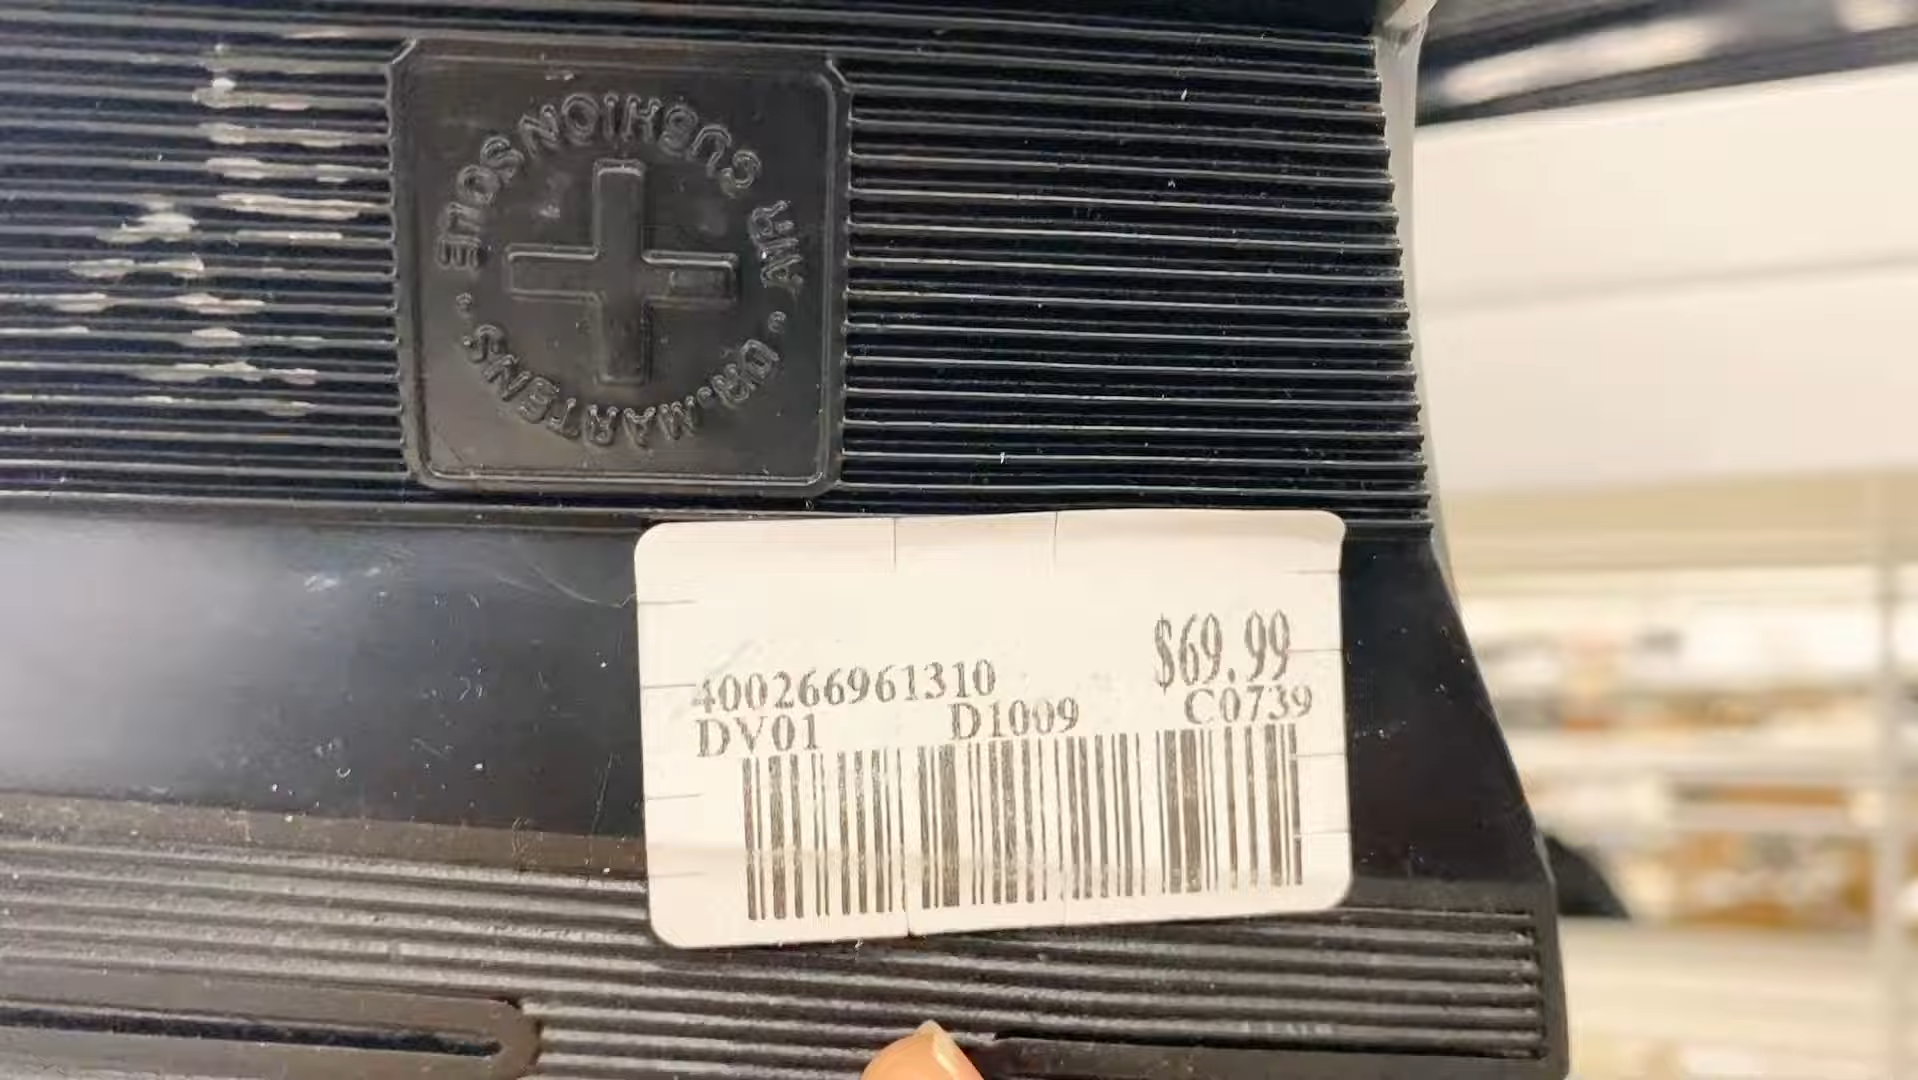 AIR CUSHION SOLE
"DR. MARTENS"
$69.99
400266961310
DV01 D1009 C0739